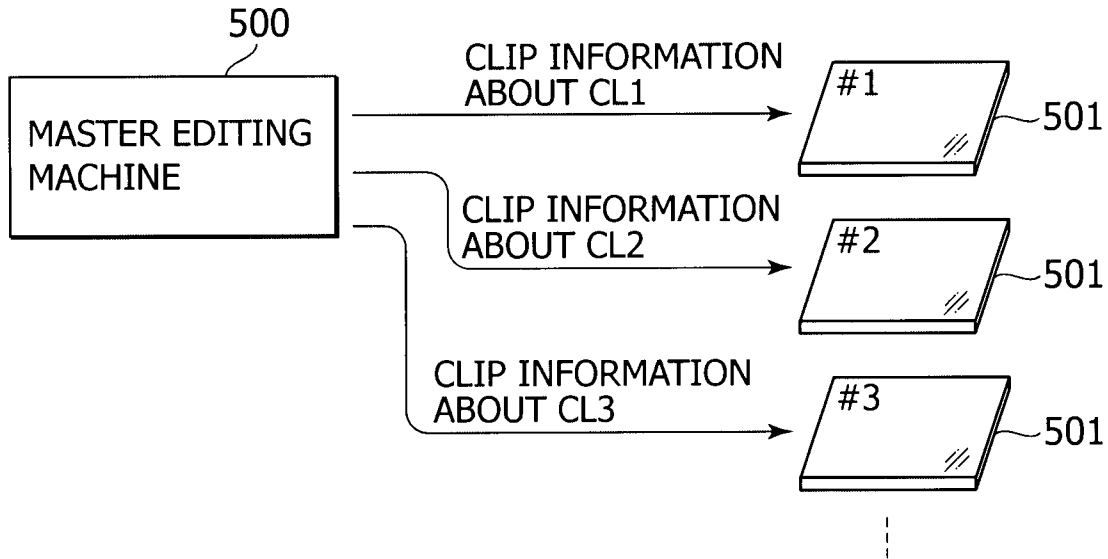 500
MASTER EDITING
MACHINE
CLIP INFORMATION
ABOUT CL1
#1
501
CLIP INFORMATION
ABOUT CL2
#2
501
CLIP INFORMATION
ABOUT CL3
#3
501